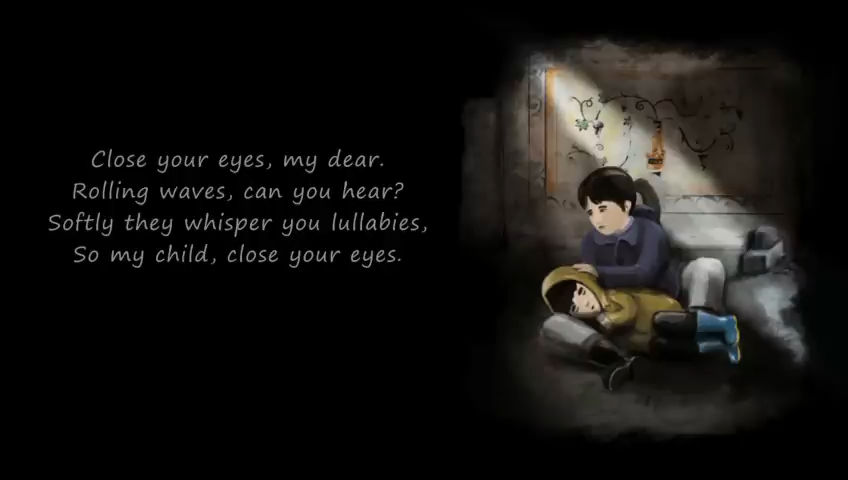 Close your eyes, my dear.
Rolling waves, can you hear?
Softly they whisper you lullabies,
So my child, close your eyes.